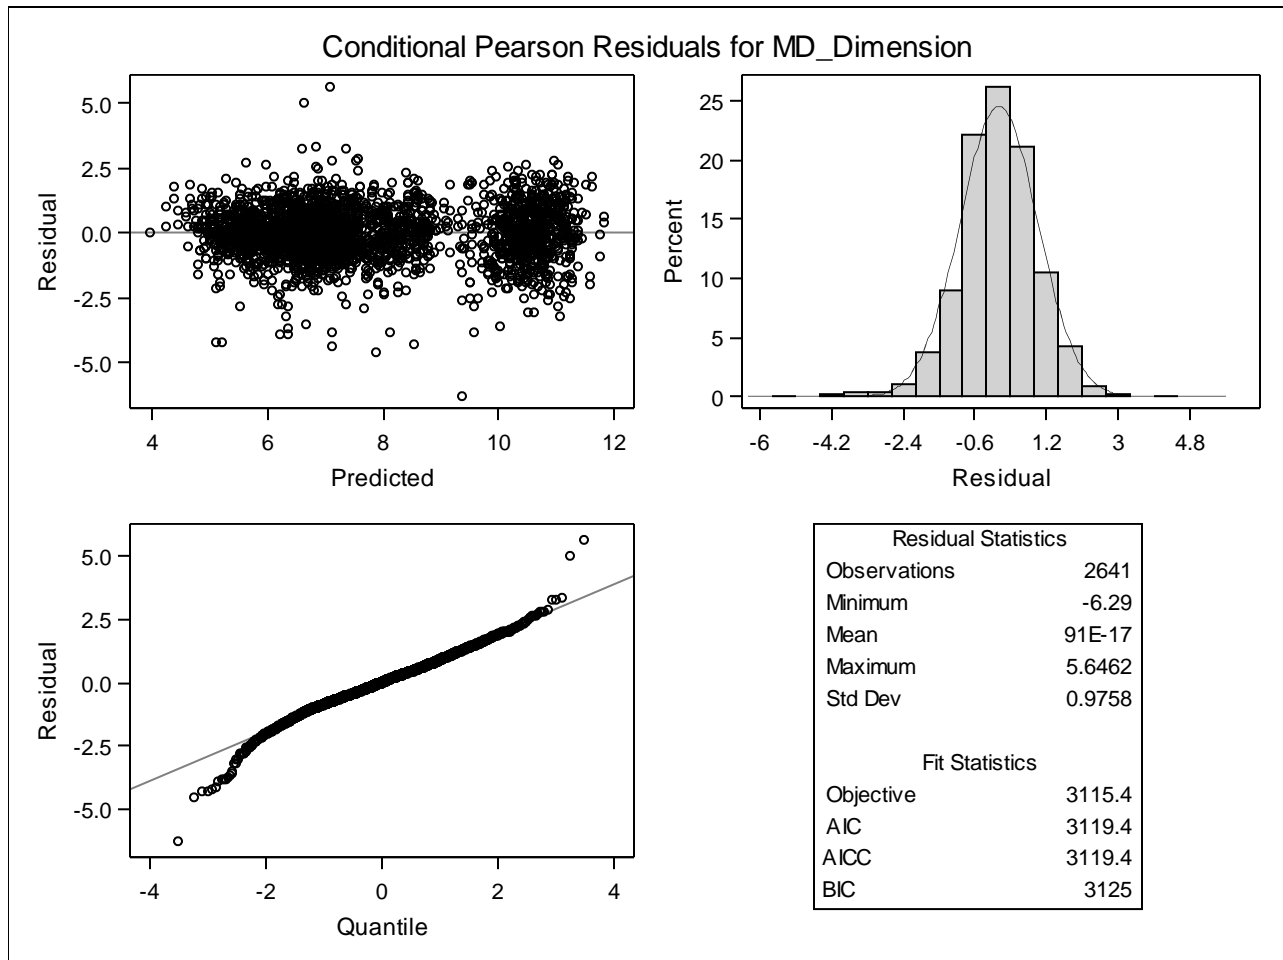 Conditional Pearson Residuals for MD_Dimension
5.0
2.5
0.0
-2.5
-5.0
Residual
4 6 8 10 12
Predicted
25
20
15
10
5
0
Percent
-6 -4.2 -2.4 -0.6 1.2 3 4.8
Residual
5.0
2.5
0.0
-2.5
-5.0
Residual
-4 -2 0 2 4
Quantile
Residual Statistics
Observations 2641
Minimum -6.29
Mean 91E-17
Maximum 5.6462
Std Dev 0.9758
Fit Statistics
Objective 3115.4
AIC 3119.4
AICC 3119.4
BIC 3125